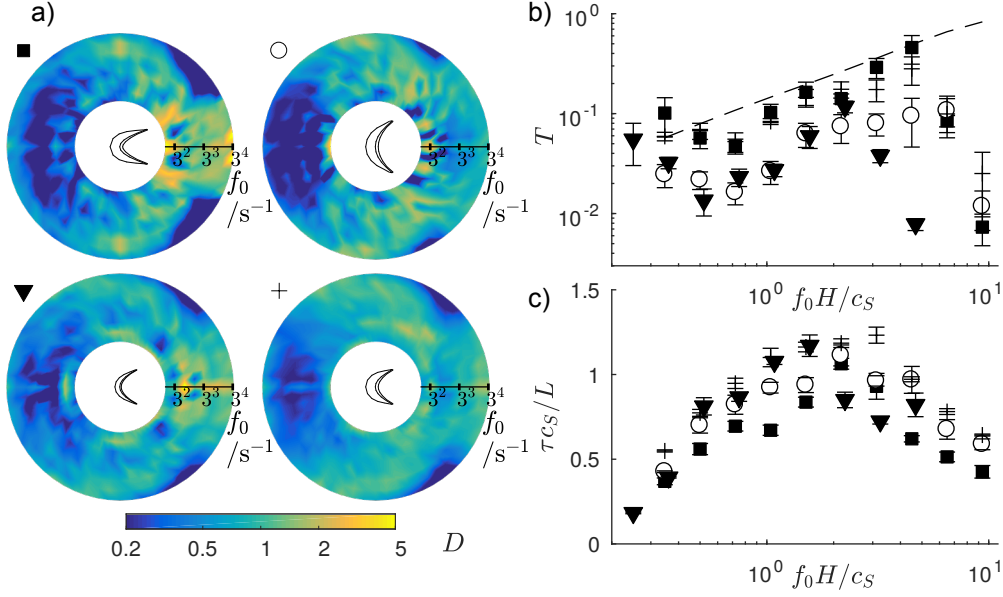 a)
3² 3³ 3⁴
f₀
/s⁻¹
3² 3³ 3⁴
f₀
/s⁻¹
3² 3³ 3⁴
f₀
/s⁻¹
3² 3³ 3⁴
f₀
/s⁻¹
0.2 0.5 1 2 5 D
b)
10⁰
10⁻¹
10⁻²
T
10⁰ f₀H/c_S 10¹
c)
1.5
1
0.5
0
τc_S/L
10⁰ f₀H/c_S 10¹